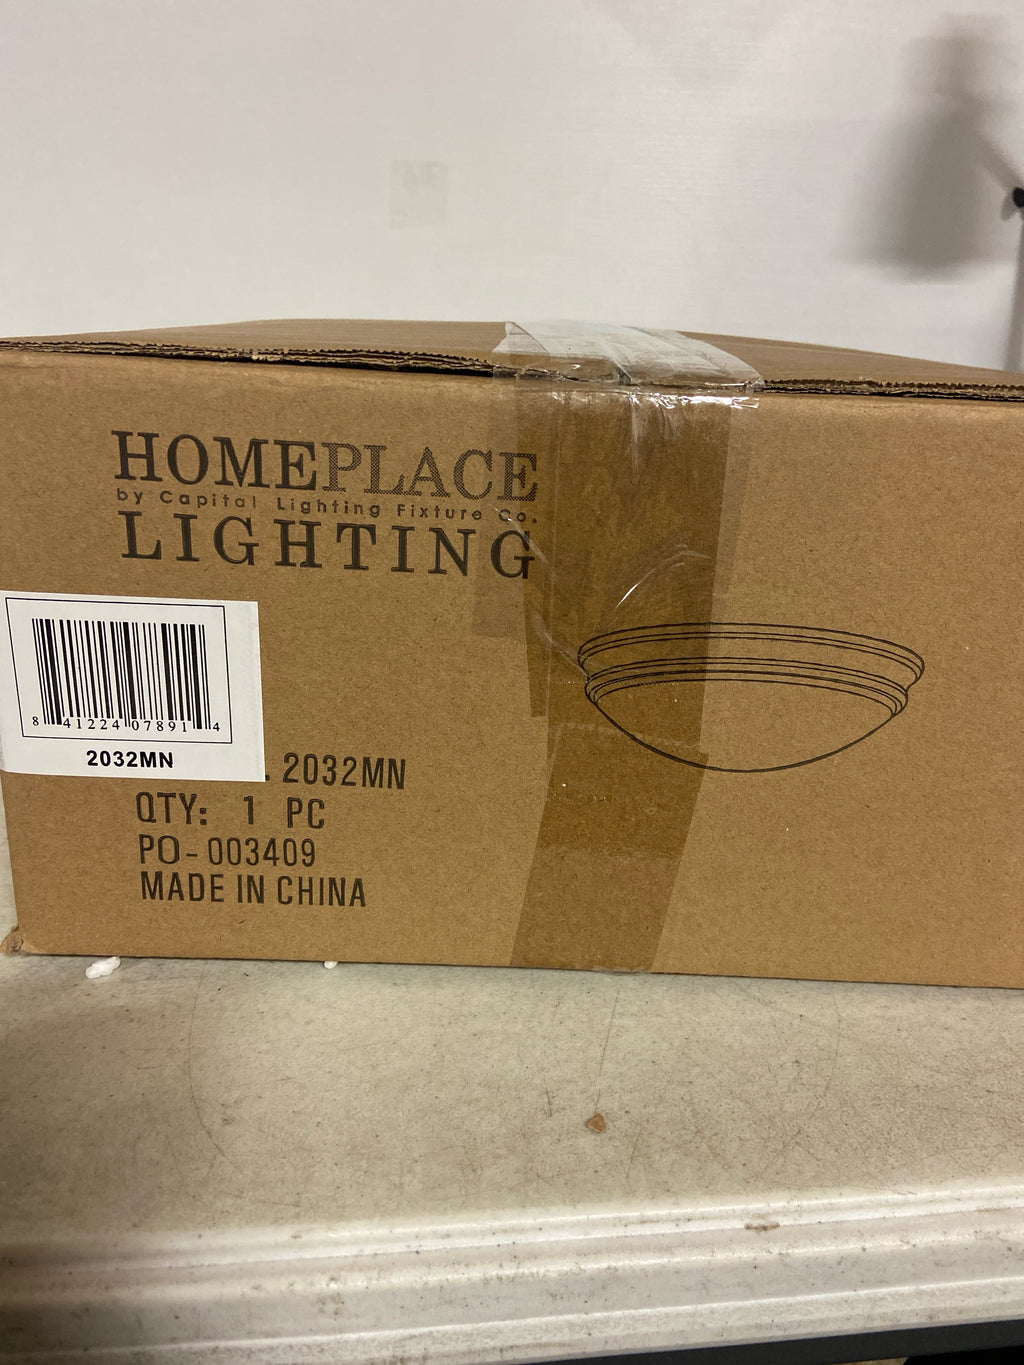 HOMEPLACE
by Capital Lighting Fixture Co.
LIGHTING
8 41224 07891 4
2032MN
. 2032MN
QTY: 1 PC
PO-003409
MADE IN CHINA